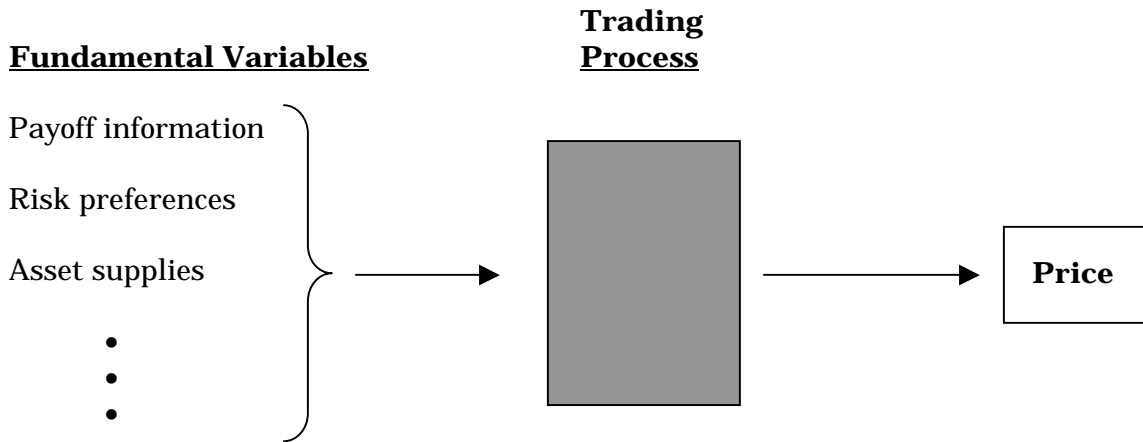 Fundamental Variables
Payoff information
Risk preferences
Asset supplies
Trading
Process
Price